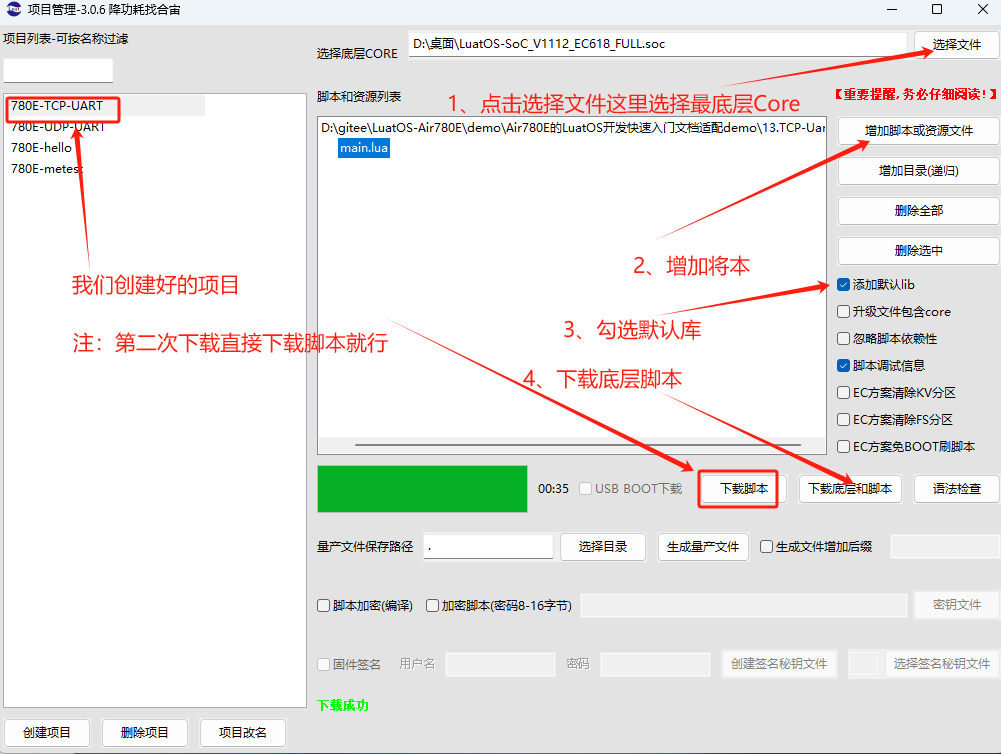 项目管理-3.0.6 降功耗找合宙
项目列表-可按名称过滤
选择底层CORE
D:\桌面\LuatOS-SoC_V1112_EC618_FULL.soc
选择文件
脚本和资源列表
1、点击选择文件这里选择最底层Core
【重要提醒, 务必仔细阅读! 】
780E-TCP-UART
780E-UDP-UART
780E-hello
780E-metest
D:\gitee\LuatOS-Air780E\demo\Air780E的LuatOS开发快速入门文档适配demo\13.TCP-Uar
main.lua
增加脚本或资源文件
增加目录(递归)
删除全部
删除选中
我们创建好的项目
2、增加将本
添加默认lib
升级文件包含core
3、勾选默认库
注：第二次下载直接下载脚本就行
忽略脚本依赖性
脚本调试信息
4、下载底层脚本
EC方案清除KV分区
EC方案清除FS分区
EC方案免BOOT刷脚本
00:35
USB BOOT下载
下载脚本
下载底层和脚本
语法检查
量产文件保存路径
.
选择目录
生成量产文件
生成文件增加后缀
脚本加密(编译)
加密脚本(密码8-16字节)
密钥文件
固件签名
用户名
密码
创建签名秘钥文件
选择签名秘钥文件
下载成功
创建项目
删除项目
项目改名